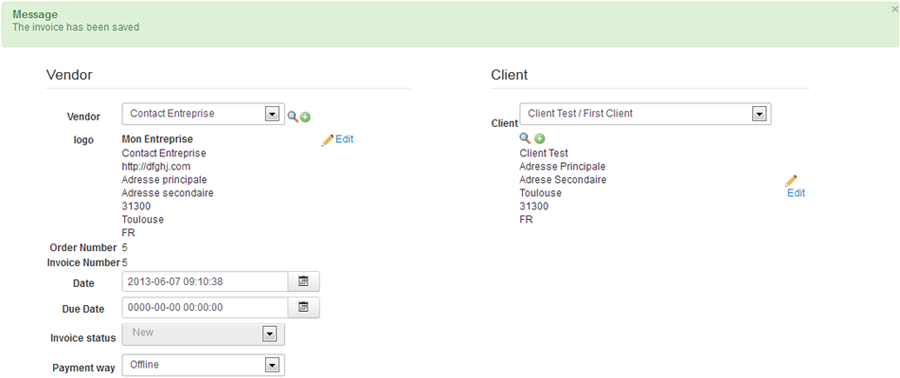 Message
×
The invoice has been saved
Vendor
Vendor Contact Entreprise
logo Mon Entreprise Edit
Contact Entreprise
http://dfghj.com
Adresse principale
Adresse secondaire
31300
Toulouse
FR
Order Number 5
Invoice Number 5
Date 2013-06-07 09:10:38
Due Date 0000-00-00 00:00:00
Invoice status New
Payment way Offline
Client
Client Client Test / First Client
Client Test
Adresse Principale
Adrese Secondaire
Toulouse Edit
31300
FR